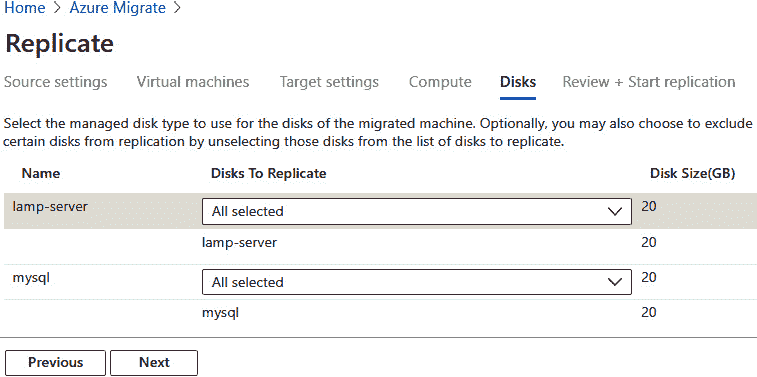 Home > Azure Migrate >
Replicate
Source settings Virtual machines Target settings Compute Disks Review + Start replication
Select the managed disk type to use for the disks of the migrated machine. Optionally, you may also choose to exclude
certain disks from replication by unselecting those disks from the list of disks to replicate.
Name Disks To Replicate Disk Size(GB)
lamp-server All selected 20
lamp-server 20
mysql All selected 20
mysql 20
Previous Next